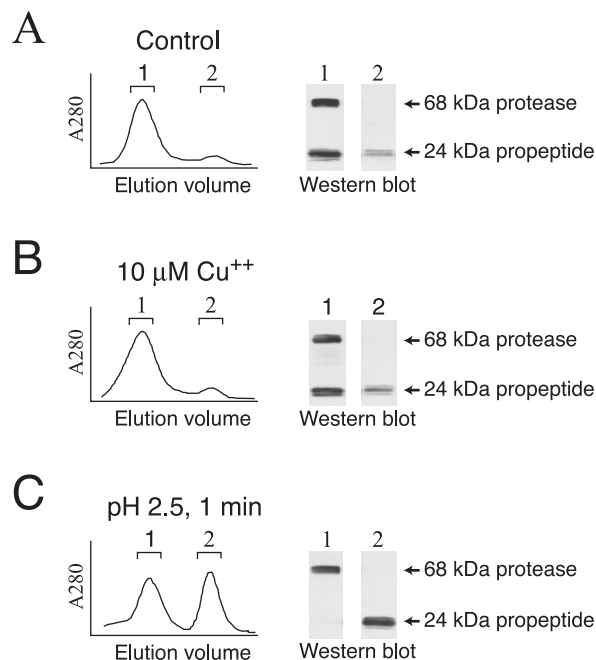 A
Control
1 2
A280
Elution volume
1 2
68 kDa protease
24 kDa propeptide
Western blot
B
10 μM Cu++
1 2
A280
Elution volume
1 2
68 kDa protease
24 kDa propeptide
Western blot
C
pH 2.5, 1 min
1 2
A280
Elution volume
1 2
68 kDa protease
24 kDa propeptide
Western blot